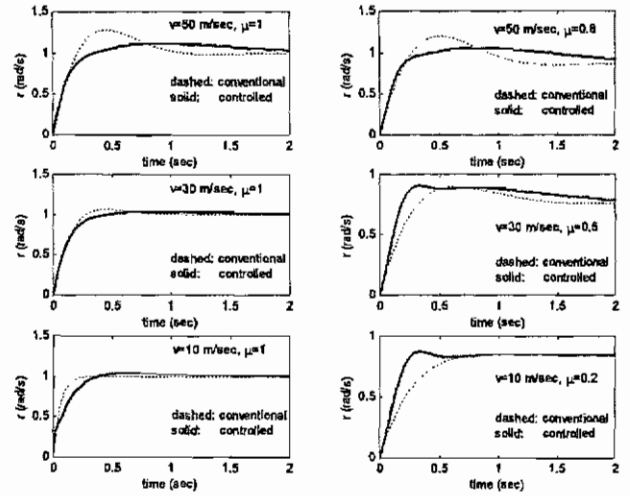 v=50 m/sec, μ=1
dashed: conventional
solid: controlled
r (rad/s)
1.5
1
0.5
0
0 0.5 1 1.5 2
time (sec)
v=50 m/sec, μ=0.8
dashed: conventional
solid: controlled
r (rad/s)
1.5
1
0.5
0
0 0.5 1 1.5 2
time (sec)
v=30 m/sec, μ=1
dashed: conventional
solid: controlled
r (rad/s)
1.5
1
0.5
0
0 0.5 1 1.5 2
time (sec)
v=30 m/sec, μ=0.5
dashed: conventional
solid: controlled
r (rad/s)
1
0.5
0
0 0.5 1 1.5 2
time (sec)
v=10 m/sec, μ=1
dashed: conventional
solid: controlled
r (rad/s)
1.5
1
0.5
0
0 0.5 1 1.5 2
time (sec)
v=10 m/sec, μ=0.2
dashed: conventional
solid: controlled
r (rad/s)
1
0.5
0
0 0.5 1 1.5 2
time (sec)